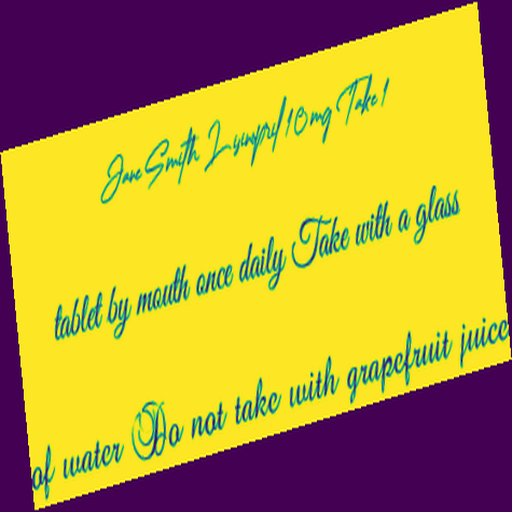 Jane Smith Lisinopril 10mg Take 1
tablet by mouth once daily Take with a glass
of water Do not take with grapefruit juice